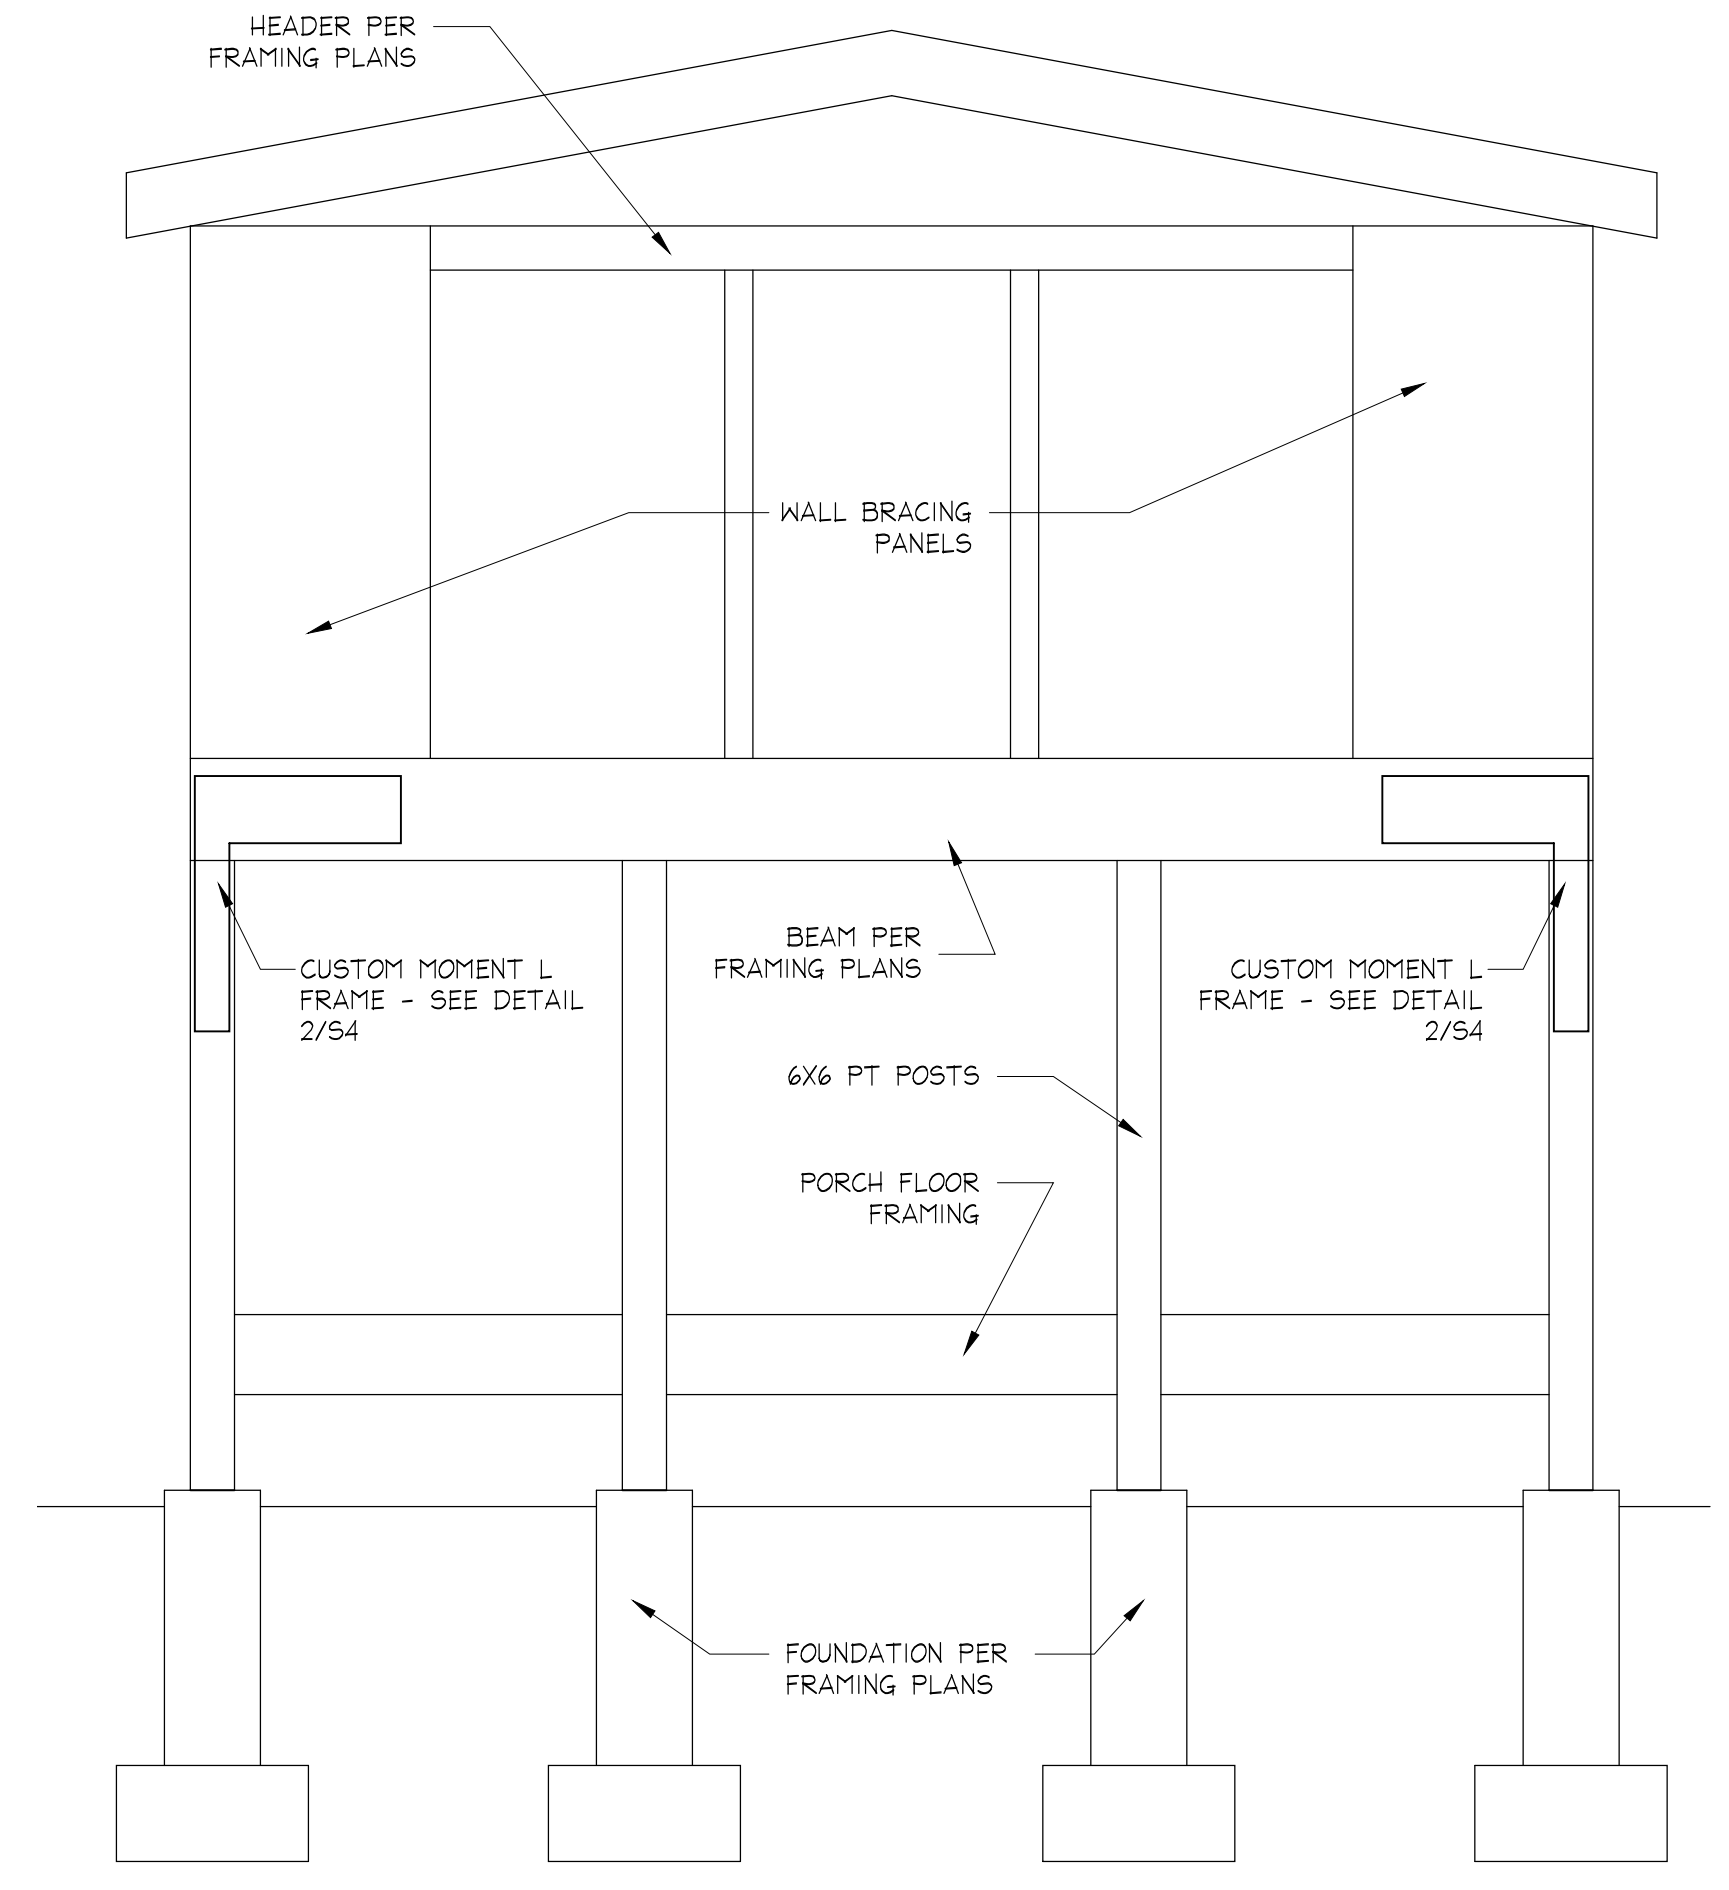 HEADER PER
FRAMING PLANS
WALL BRACING
PANELS
BEAM PER
FRAMING PLANS
CUSTOM MOMENT L
FRAME - SEE DETAIL
2/S4
CUSTOM MOMENT L
FRAME - SEE DETAIL
2/S4
6X6 PT POSTS
PORCH FLOOR
FRAMING
FOUNDATION PER
FRAMING PLANS